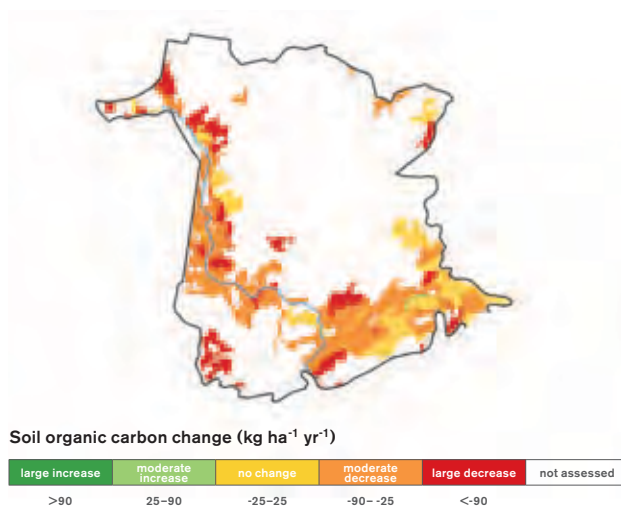 Soil organic carbon change (kg ha⁻¹ yr⁻¹)
large increase
moderate
increase
no change
moderate
decrease
large decrease
not assessed
>90
25–90
-25–25
-90– -25
<-90